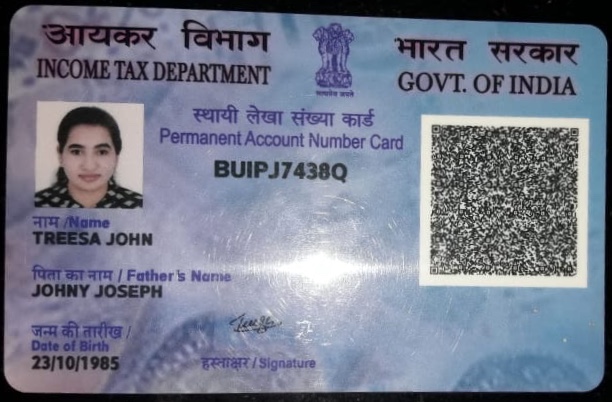 आयकर विभाग
INCOME TAX DEPARTMENT
भारत सरकार
GOVT. OF INDIA
सत्यमेव जयते
स्थायी लेखा संख्या कार्ड
Permanent Account Number Card
BUIPJ7438Q
नाम /Name
TREESA JOHN
पिता का नाम / Father's Name
JOHNY JOSEPH
जन्म की तारीख /
Date of Birth
23/10/1985
हस्ताक्षर / Signature